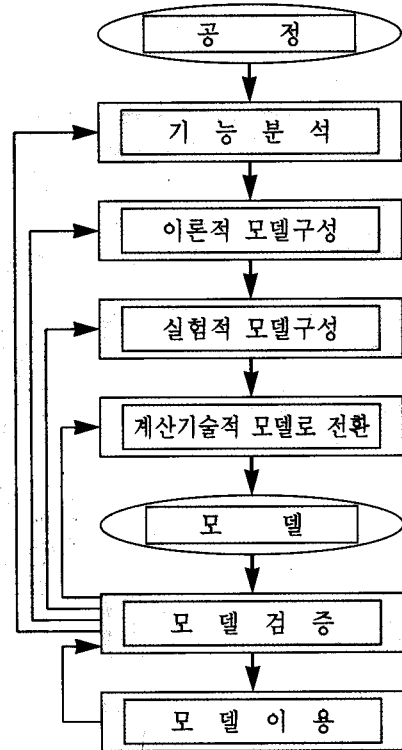 공 정
기 능 분 석
이론적 모델구성
실험적 모델구성
계산기술적 모델로 전환
모 델
모 델 검 증
모 델 이 용